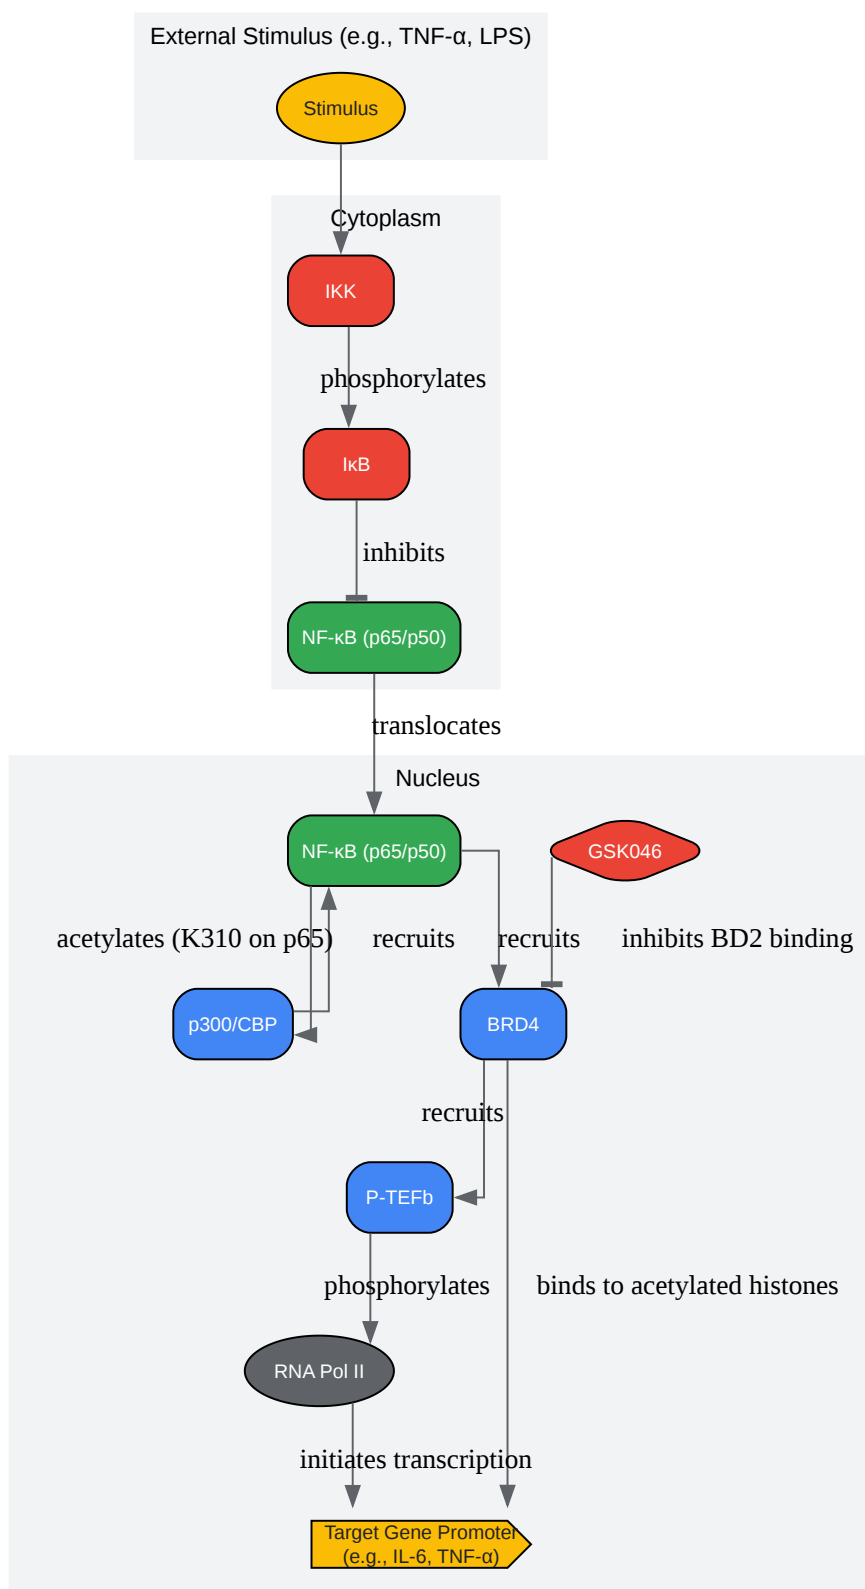 External Stimulus (e.g., TNF-α, LPS)
Stimulus
Cytoplasm
IKK
phosphorylates
IκB
inhibits
NF-κB (p65/p50)
translocates
Nucleus
NF-κB (p65/p50)
GSK046
acetylates (K310 on p65)
recruits
recruits
inhibits BD2 binding
p300/CBP
BRD4
recruits
P-TEFb
phosphorylates
binds to acetylated histones
RNA Pol II
initiates transcription
Target Gene Promoter
(e.g., IL-6, TNF-α)